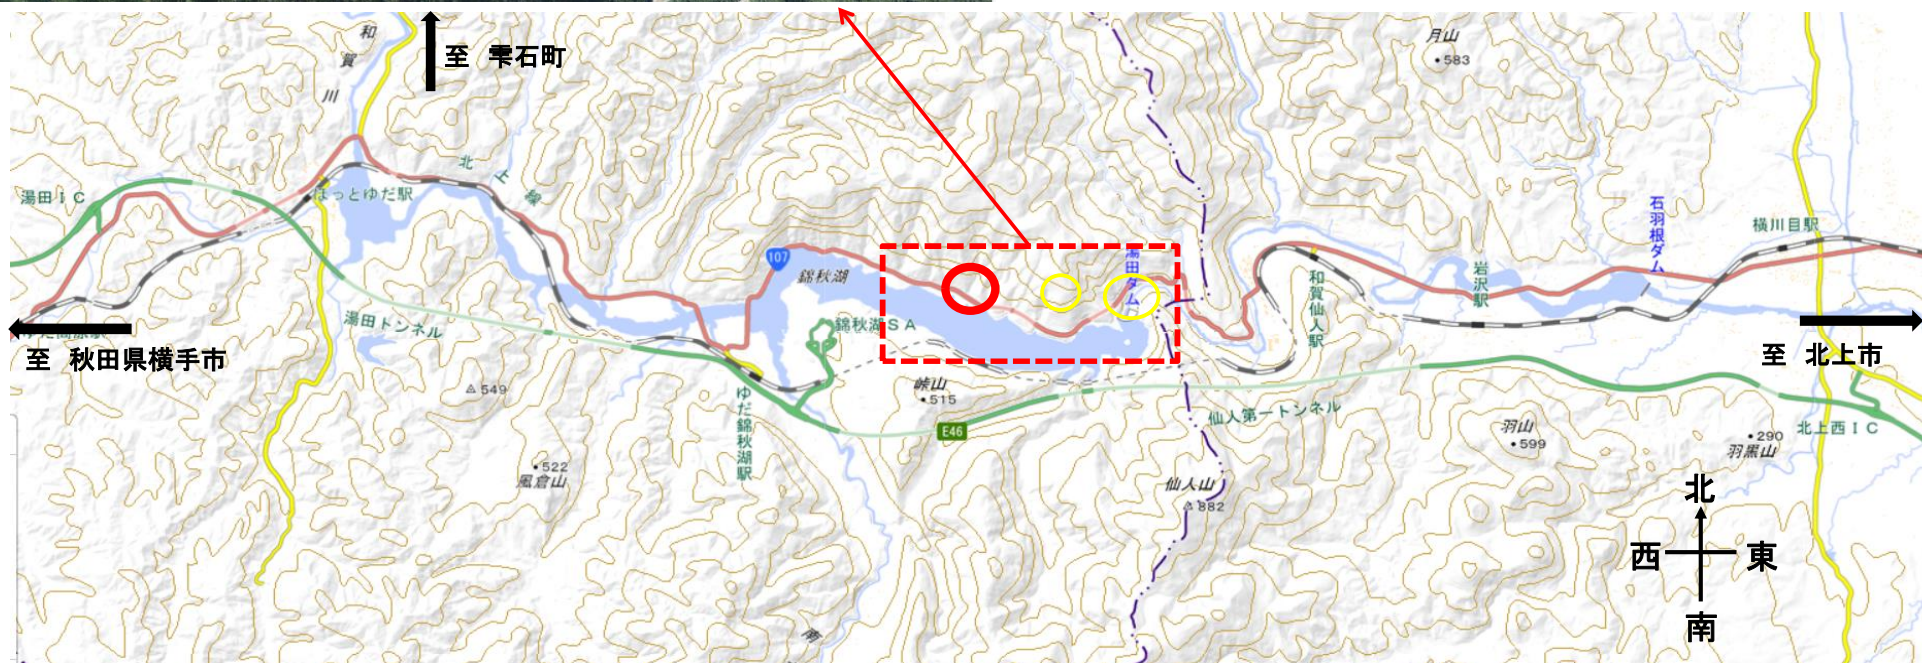 和賀川
至 雫石町
月山
583
湯田IC
ほっとゆだ駅
北上線
107
錦秋湖
湯田ダム
石羽根ダム
横川目駅
岩沢駅
和賀仙人駅
至 秋田県横手市
湯田トンネル
錦秋湖SA
至 北上市
549
峠山
515
ゆだ錦秋湖駅
E46
仙人第一トンネル
羽山
599
290
羽黒山
北上西IC
522
風倉山
仙人山
882
北
西
東
南